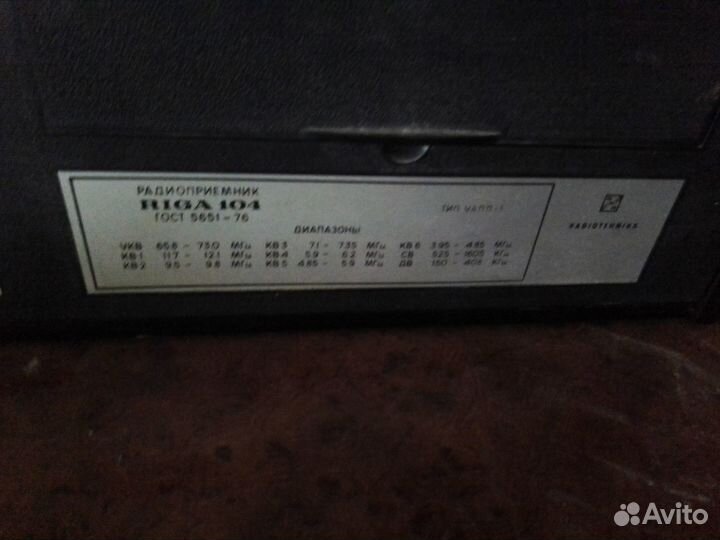 РАДИОПРИЕМНИК
RIGA 104
ГОСТ 5651-76
ТИП
RADIOTEHNIKA
ДИАПАЗОНЫ
УКВ 65.8 - 73.0 МГц КВ3 7.1 - 7.35 МГц КВ6 3.95 - 4.85 МГц
КВ1 11.7 - 12.1 МГц КВ4 5.9 - 6.2 МГц СВ 525 - 1605 КГц
КВ2 9.5 - 9.8 МГц КВ5 4.85 - 5.9 МГц ДВ 150 - 408 КГц
Avito